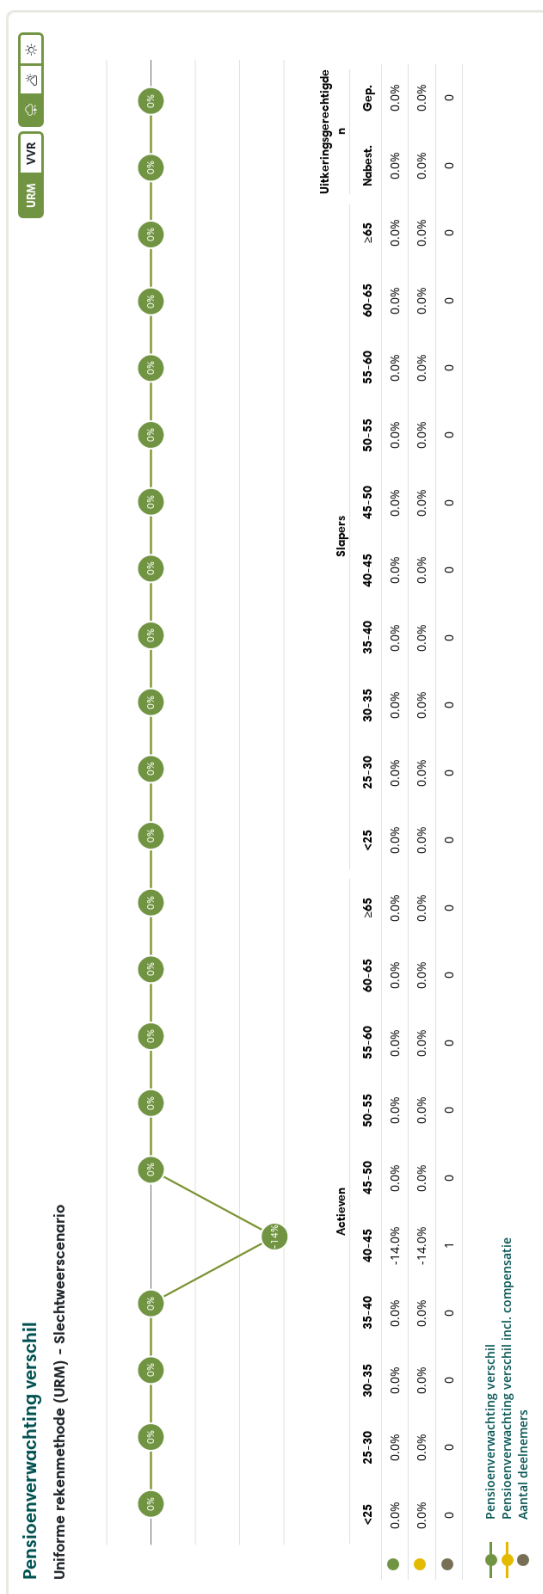 Pensioenverwachting verschil
Uniforme rekenmethode (URM) - Slechtweerscenario
URM VVR
0% 0% 0% 0% -14% 0% 0% 0% 0% 0% 0% 0% 0% 0% 0% 0% 0% 0% 0% 0% 0% 0%
Actieven Slapers Uitkeringsgerechtigde
n
<25 25-30 30-35 35-40 40-45 45-50 50-55 55-60 60-65 ≥65 <25 25-30 30-35 35-40 40-45 45-50 50-55 55-60 60-65 ≥65 Nabest. Gep.
0.0% 0.0% 0.0% 0.0% -14.0% 0.0% 0.0% 0.0% 0.0% 0.0% 0.0% 0.0% 0.0% 0.0% 0.0% 0.0% 0.0% 0.0% 0.0% 0.0% 0.0% 0.0%
0.0% 0.0% 0.0% 0.0% -14.0% 0.0% 0.0% 0.0% 0.0% 0.0% 0.0% 0.0% 0.0% 0.0% 0.0% 0.0% 0.0% 0.0% 0.0% 0.0% 0.0% 0.0%
0 0 0 0 1 0 0 0 0 0 0 0 0 0 0 0 0 0 0 0 0 0
Pensioenverwachting verschil
Pensioenverwachting verschil incl. compensatie
Aantal deelnemers